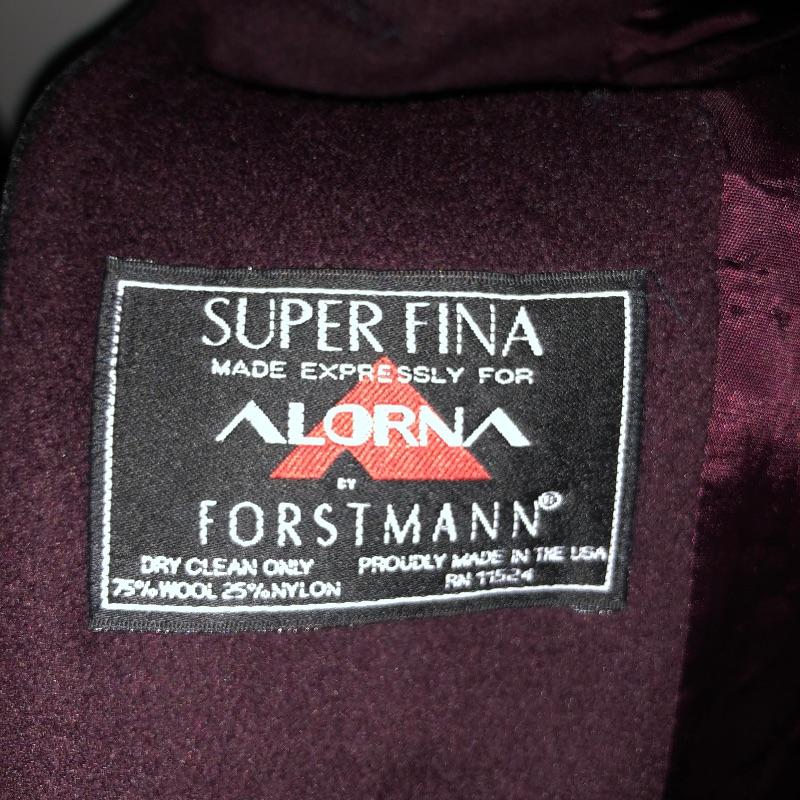 SUPER FINA
MADE EXPRESSLY FOR
ALORNA
BY
FORSTMANN®
DRY CLEAN ONLY PROUDLY MADE IN THE USA
75% WOOL 25% NYLON RN 11524